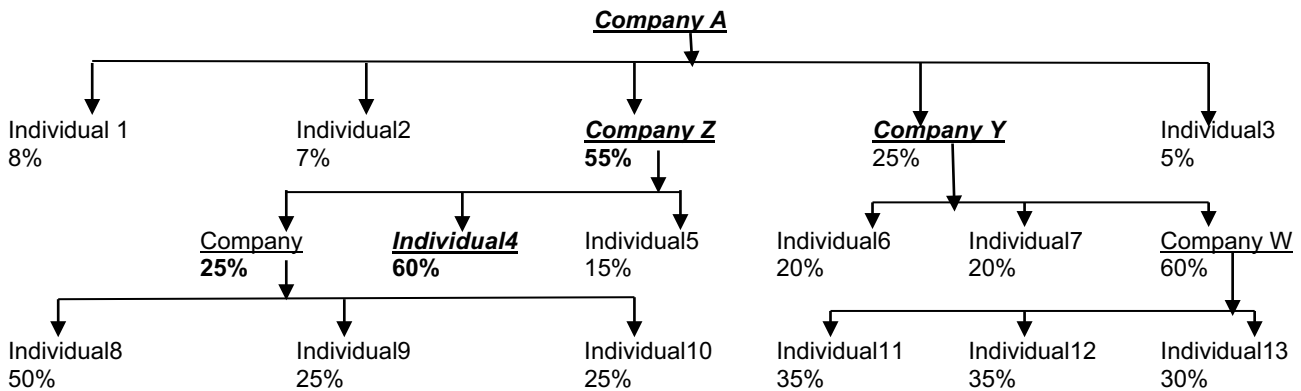 Company A
Individual 1 Individual2 Company Z Company Y Individual3
8% 7% 55% 25% 5%
Company Individual4 Individual5 Individual6 Individual7 Company W
25% 60% 15% 20% 20% 60%
Individual8 Individual9 Individual10 Individual11 Individual12 Individual13
50% 25% 25% 35% 35% 30%